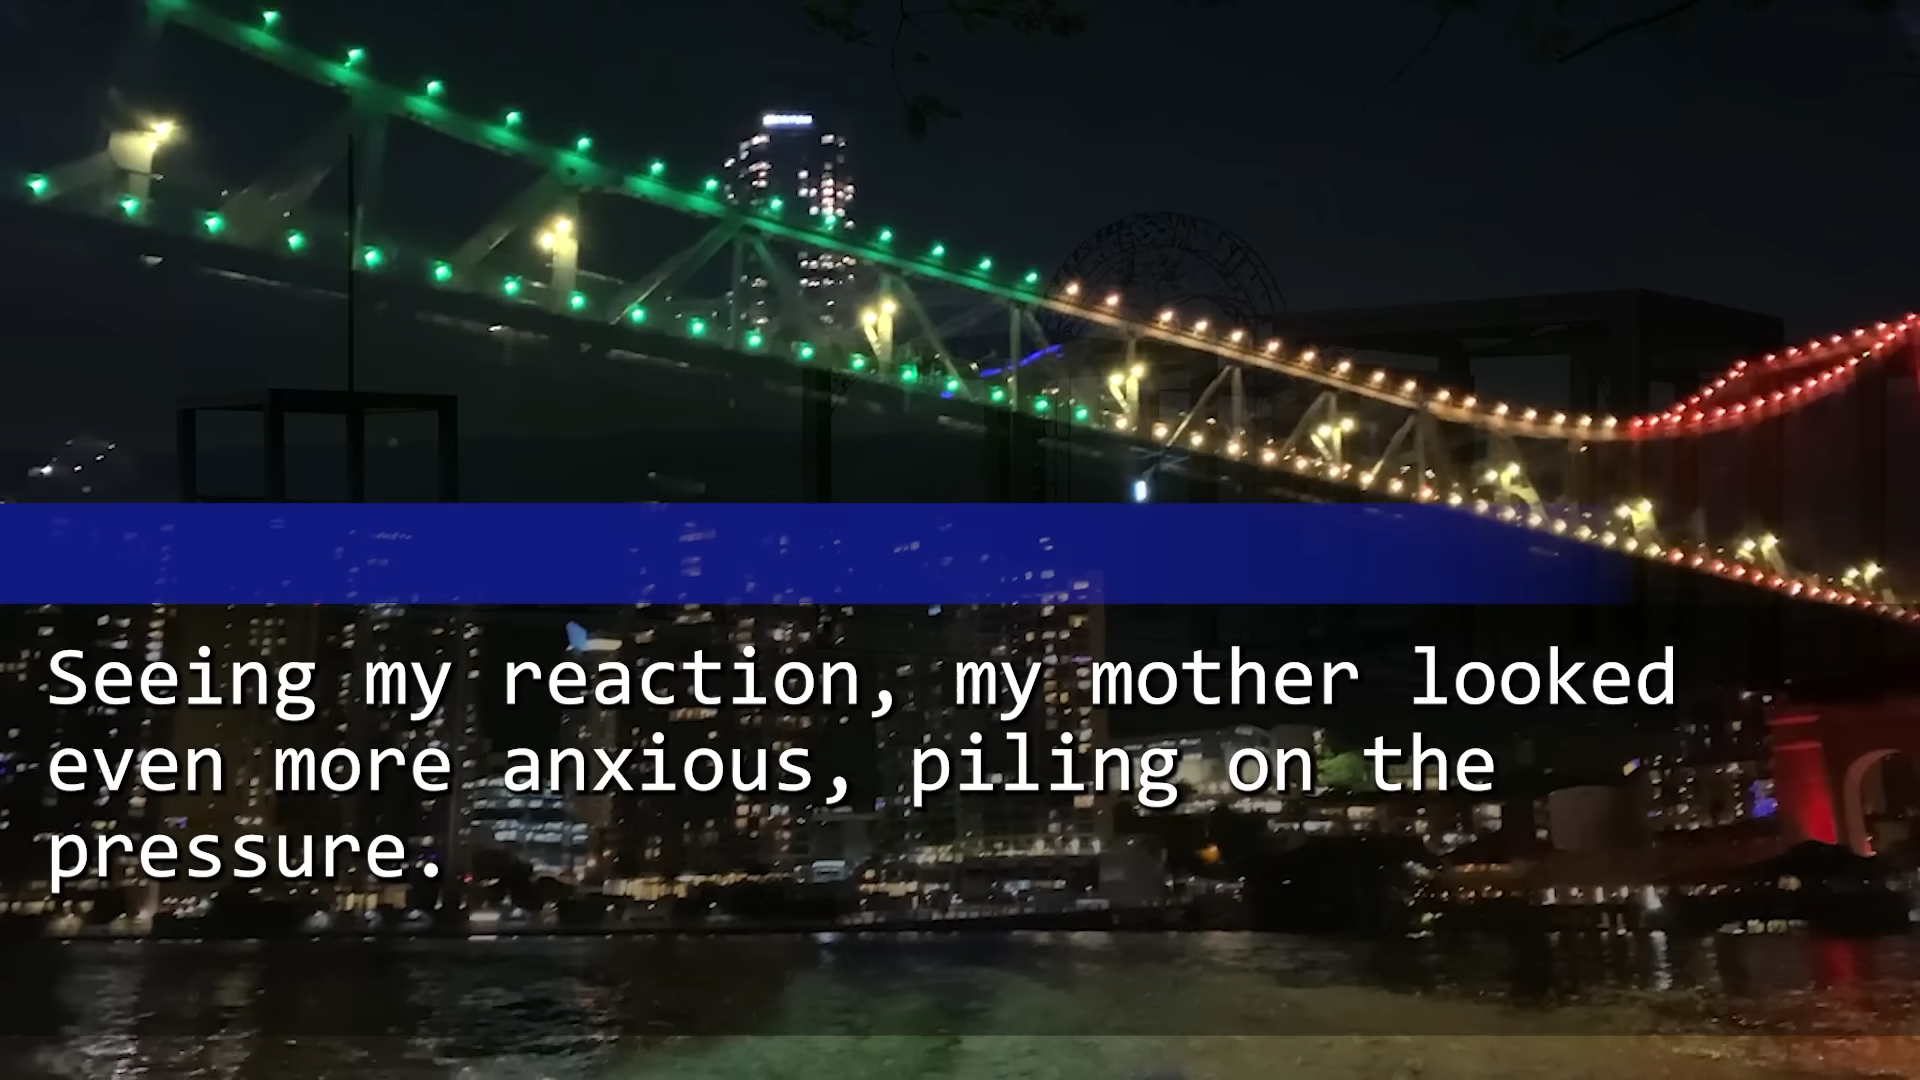 Seeing my reaction, my mother looked
even more anxious, piling on the
pressure.